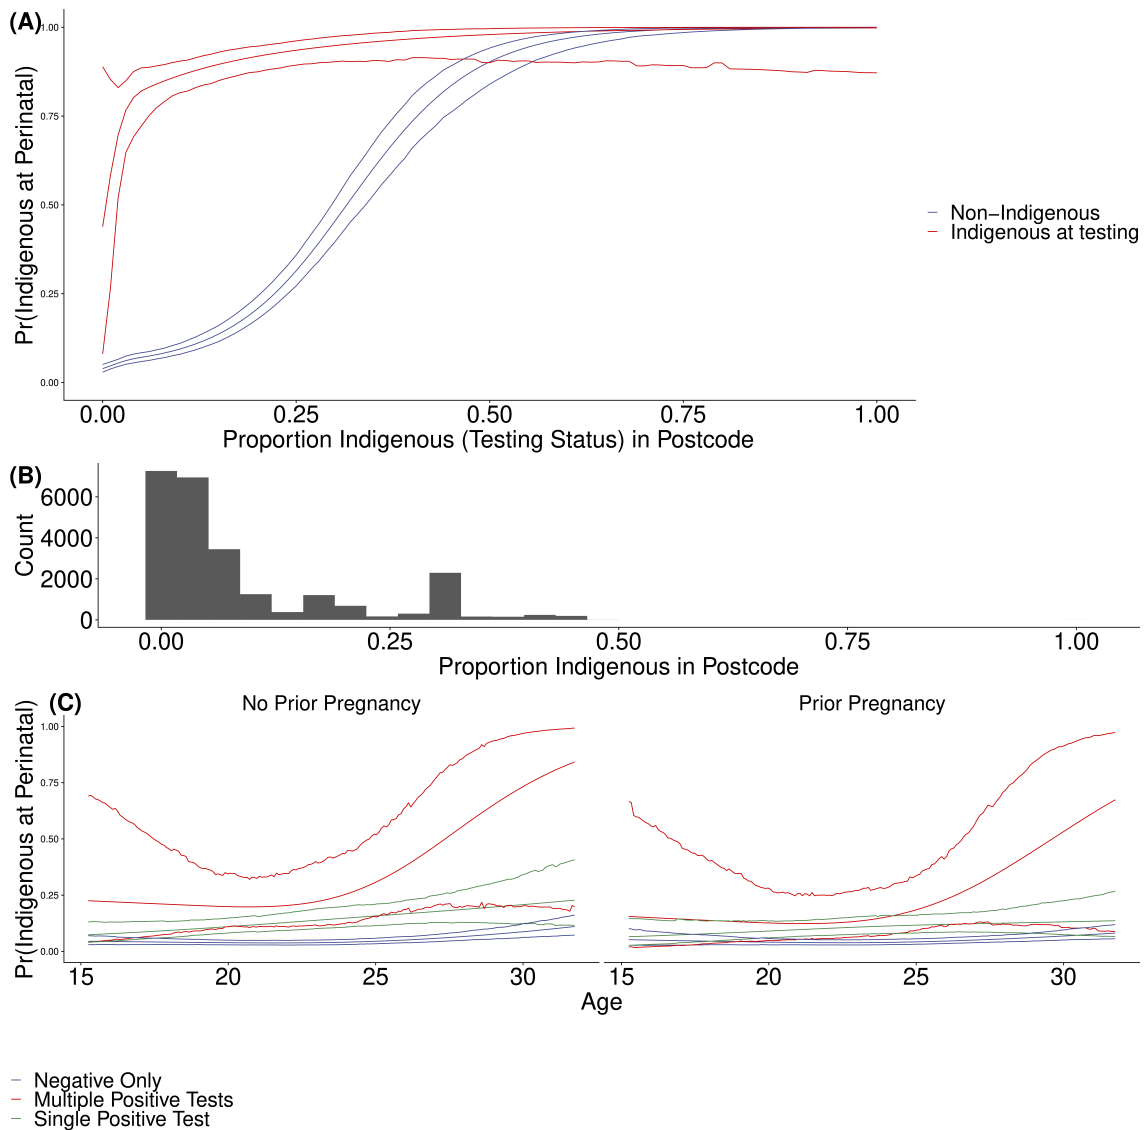 (A)
Pr(Indigenous at Perinatal)
1.00
0.75
0.50
0.25
0.00
0.00 0.25 0.50 0.75 1.00
Proportion Indigenous (Testing Status) in Postcode
Non−Indigenous
Indigenous at testing
(B)
Count
6000
4000
2000
0
0.00 0.25 0.50 0.75 1.00
Proportion Indigenous in Postcode
(C)
No Prior Pregnancy Prior Pregnancy
Pr(Indigenous at Perinatal)
1.00
0.75
0.50
0.25
0.00
15 20 25 30 15 20 25 30
Age
Negative Only
Multiple Positive Tests
Single Positive Test